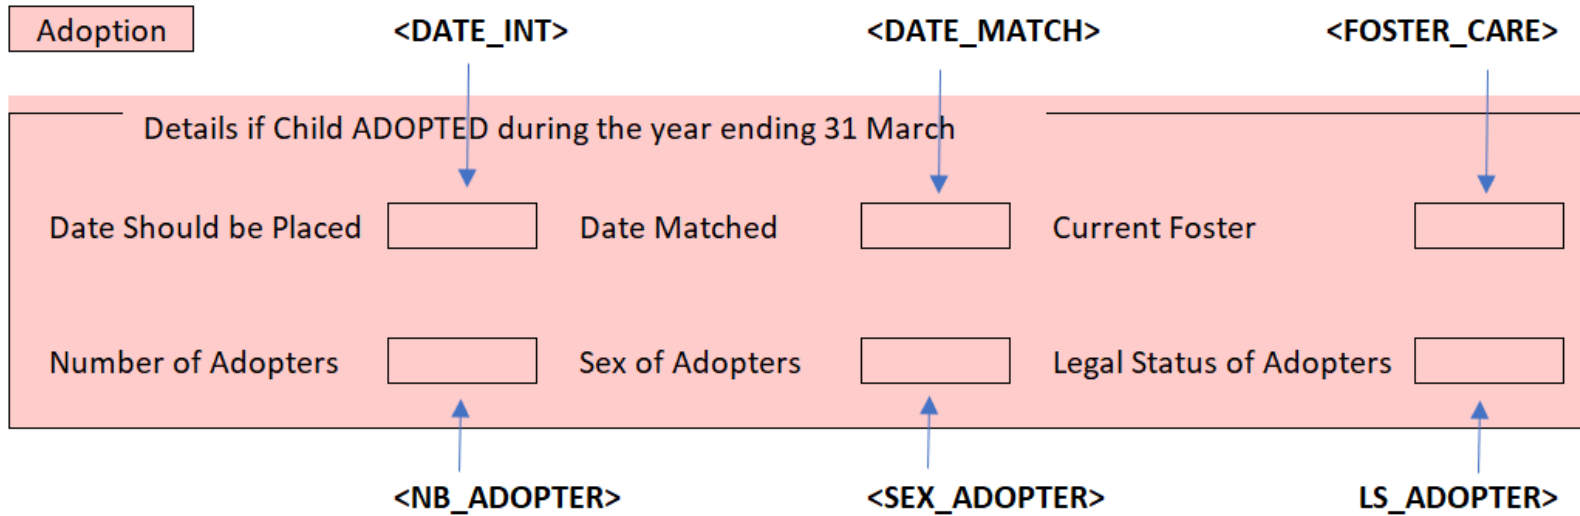 Adoption <DATE_INT> <DATE_MATCH> <FOSTER_CARE>
Details if Child ADOPTED during the year ending 31 March
Date Should be Placed Date Matched Current Foster
Number of Adopters Sex of Adopters Legal Status of Adopters
<NB_ADOPTER> <SEX_ADOPTER> LS_ADOPTER>